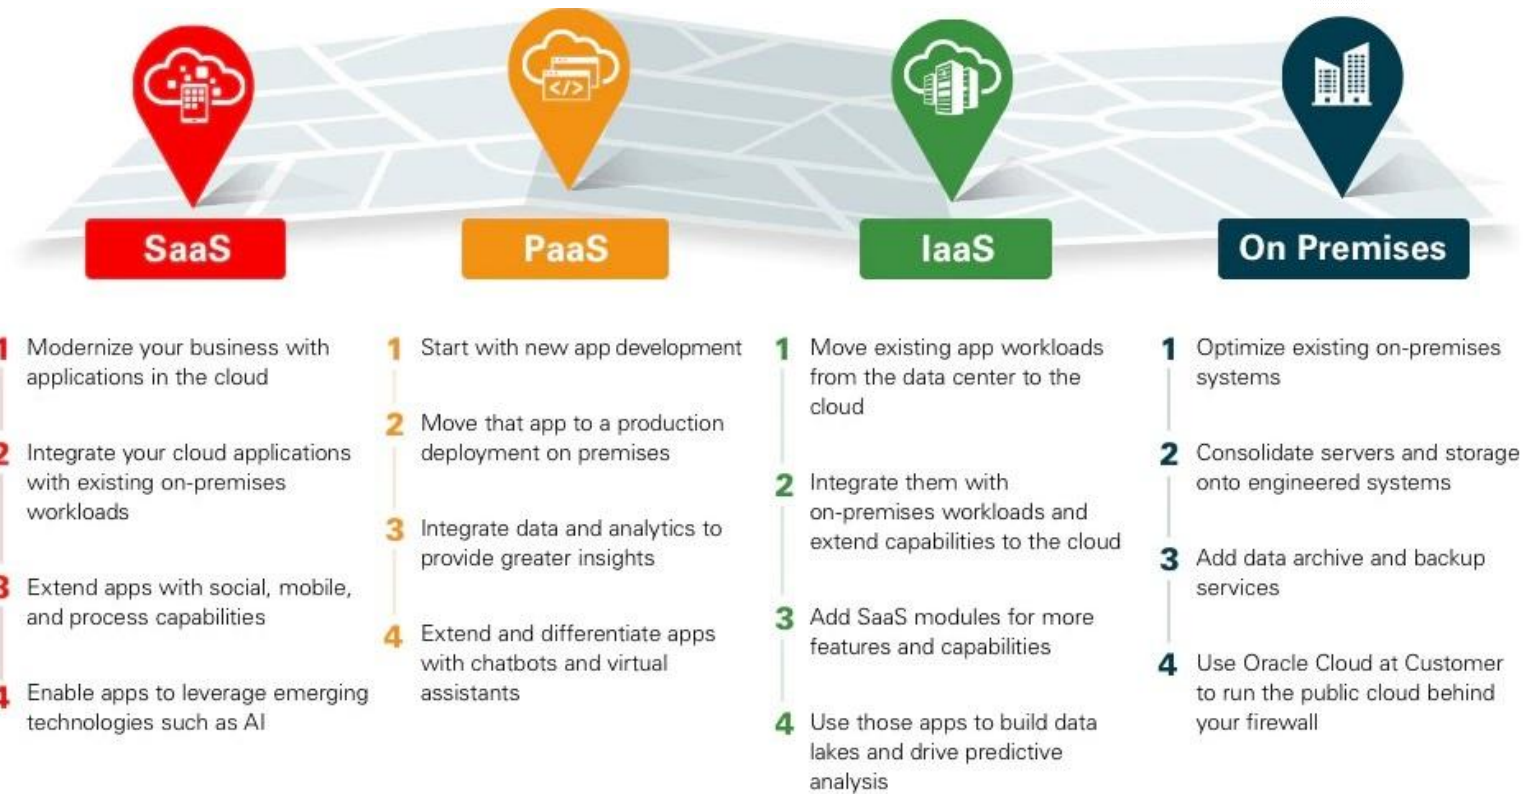 </>
SaaS
PaaS
IaaS
On Premises
1 Modernize your business with
applications in the cloud
2 Integrate your cloud applications
with existing on-premises
workloads
3 Extend apps with social, mobile,
and process capabilities
4 Enable apps to leverage emerging
technologies such as AI
1 Start with new app development
2 Move that app to a production
deployment on premises
3 Integrate data and analytics to
provide greater insights
4 Extend and differentiate apps
with chatbots and virtual
assistants
1 Move existing app workloads
from the data center to the
cloud
2 Integrate them with
on-premises workloads and
extend capabilities to the cloud
3 Add SaaS modules for more
features and capabilities
4 Use those apps to build data
lakes and drive predictive
analysis
1 Optimize existing on-premises
systems
2 Consolidate servers and storage
onto engineered systems
3 Add data archive and backup
services
4 Use Oracle Cloud at Customer
to run the public cloud behind
your firewall